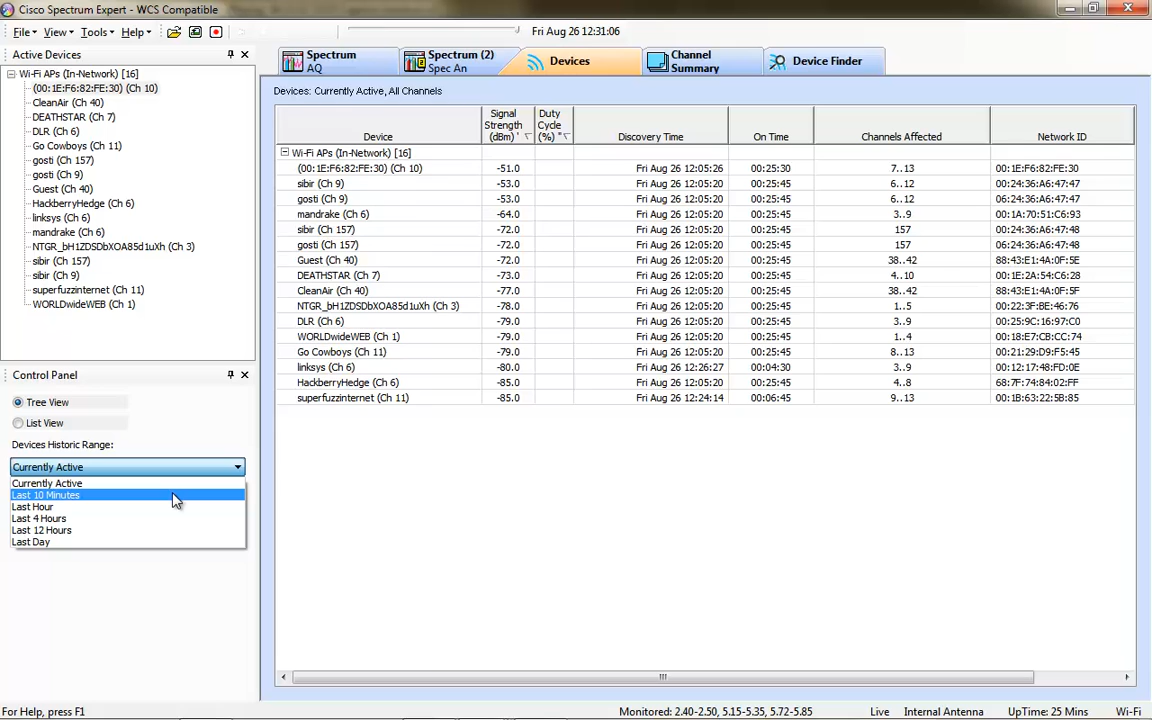 Cisco Spectrum Expert - WCS Compatible
File View Tools Help
Fri Aug 26 12:31:06
Active Devices
Wi-Fi APs (In-Network) [16]
(00:1E:F6:82:FE:30) (Ch 10)
CleanAir (Ch 40)
DEATHSTAR (Ch 7)
DLR (Ch 6)
Go Cowboys (Ch 11)
gosti (Ch 157)
gosti (Ch 9)
Guest (Ch 40)
HackberryHedge (Ch 6)
linksys (Ch 6)
mandrake (Ch 6)
NTGR_bH1ZDSDbXOA85d1uXh (Ch 3)
sibir (Ch 157)
sibir (Ch 9)
superfuzzinternet (Ch 11)
WORLDwideWEB (Ch 1)
Control Panel
Tree View
List View
Devices Historic Range:
Currently Active
Currently Active
Last 10 Minutes
Last Hour
Last 4 Hours
Last 12 Hours
Last Day
Spectrum AQ
Spectrum (2) Spec An
Devices
Channel Summary
Device Finder
Devices: Currently Active, All Channels
Device Signal Strength (dBm) ' Duty Cycle (%) " Discovery Time On Time Channels Affected Network ID
Wi-Fi APs (In-Network) [16]
(00:1E:F6:82:FE:30) (Ch 10) -51.0 Fri Aug 26 12:05:26 00:25:30 7..13 00:1E:F6:82:FE:30
sibir (Ch 9) -53.0 Fri Aug 26 12:05:20 00:25:45 6..12 00:24:36:A6:47:47
gosti (Ch 9) -53.0 Fri Aug 26 12:05:20 00:25:45 6..12 06:24:36:A6:47:47
mandrake (Ch 6) -64.0 Fri Aug 26 12:05:20 00:25:45 3..9 00:1A:70:51:C6:93
sibir (Ch 157) -72.0 Fri Aug 26 12:05:20 00:25:45 157 00:24:36:A6:47:48
gosti (Ch 157) -72.0 Fri Aug 26 12:05:20 00:25:45 157 06:24:36:A6:47:48
Guest (Ch 40) -72.0 Fri Aug 26 12:05:20 00:25:45 38..42 88:43:E1:4A:0F:5E
DEATHSTAR (Ch 7) -73.0 Fri Aug 26 12:05:20 00:25:45 4..10 00:1E:2A:54:C6:28
CleanAir (Ch 40) -77.0 Fri Aug 26 12:05:20 00:25:45 38..42 88:43:E1:4A:0F:5F
NTGR_bH1ZDSDbXOA85d1uXh (Ch 3) -78.0 Fri Aug 26 12:05:20 00:25:45 1..5 00:22:3F:BE:46:76
DLR (Ch 6) -79.0 Fri Aug 26 12:05:20 00:25:45 3..9 00:25:9C:16:97:C0
WORLDwideWEB (Ch 1) -79.0 Fri Aug 26 12:05:20 00:25:45 1..4 00:18:E7:CB:CC:74
Go Cowboys (Ch 11) -79.0 Fri Aug 26 12:05:20 00:25:45 8..13 00:21:29:D9:F5:45
linksys (Ch 6) -80.0 Fri Aug 26 12:26:27 00:04:30 3..9 00:12:17:48:FD:0E
HackberryHedge (Ch 6) -85.0 Fri Aug 26 12:05:20 00:25:45 4..8 68:7F:74:84:02:FF
superfuzzinternet (Ch 11) -85.0 Fri Aug 26 12:24:14 00:06:45 9..13 00:1B:63:22:5B:85
For Help, press F1 Monitored: 2.40-2.50, 5.15-5.35, 5.72-5.85 Live Internal Antenna UpTime: 25 Mins Wi-Fi